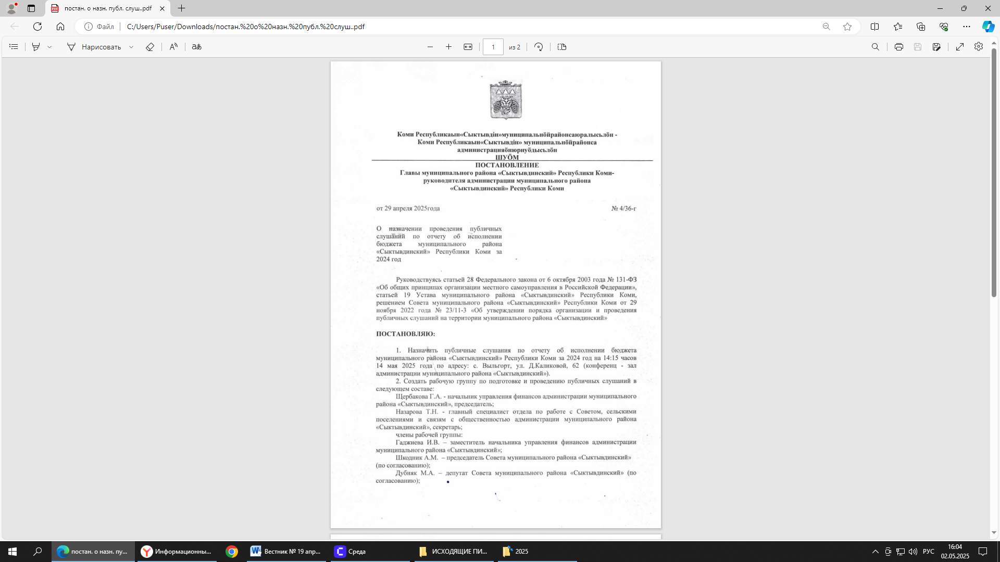 постан. о назн. публ. слуш..pdf
Файл
C:/Users/Puser/Downloads/постан.%20о%20назн.%20публ.%20слуш..pdf
Нарисовать
1 из 2
Коми Республикаын«Сыктывдін»муниципальнӧйрайонсаюралысьлӧн -
Коми Республикаын«Сыктывдін» муниципальнӧйрайонса
администрацияӧнюрнуӧдысьлӧн
ШУӦМ
ПОСТАНОВЛЕНИЕ
Главы муниципального района «Сыктывдинский» Республики Коми-
руководителя администрации муниципального района
«Сыктывдинский» Республики Коми
от 29 апреля 2025года № 4/36-г
О назначении проведения публичных
слушаний по отчету об исполнении
бюджета муниципального района
«Сыктывдинский» Республики Коми за
2024 год
Руководствуясь статьей 28 Федерального закона от 6 октября 2003 года № 131-ФЗ
«Об общих принципах организации местного самоуправления в Российской Федерации»,
статьей 19 Устава муниципального района «Сыктывдинский» Республики Коми,
решением Совета муниципального района «Сыктывдинский» Республики Коми от 29
ноября 2022 года № 23/11-3 «Об утверждении порядка организации и проведения
публичных слушаний на территории муниципального района «Сыктывдинский»
ПОСТАНОВЛЯЮ:
1. Назначить публичные слушания по отчету об исполнении бюджета
муниципального района «Сыктывдинский» Республики Коми за 2024 год на 14:15 часов
14 мая 2025 года по адресу: с. Выльгорт, ул. Д.Каликовой, 62 (конференц - зал
администрации муниципального района «Сыктывдинский»).
2. Создать рабочую группу по подготовке и проведению публичных слушаний в
следующем составе:
Щербакова Г.А. - начальник управления финансов администрации муниципального
района «Сыктывдинский», председатель;
Назарова Т.Н. - главный специалист отдела по работе с Советом, сельскими
поселениями и связям с общественностью администрации муниципального района
«Сыктывдинский», секретарь;
члены рабочей группы:
Гаджиева И.В. – заместитель начальника управления финансов администрации
муниципального района «Сыктывдинский»;
Шкодник А.М. – председатель Совета муниципального района «Сыктывдинский»
(по согласованию);
Дубняк М.А. – депутат Совета муниципального района «Сыктывдинский» (по
согласованию);
постан. о назн. пу...
Информационны...
Вестник № 19 апр...
Среда
ИСХОДЯЩИЕ ПИ...
2025
РУС
16:04
02.05.2025